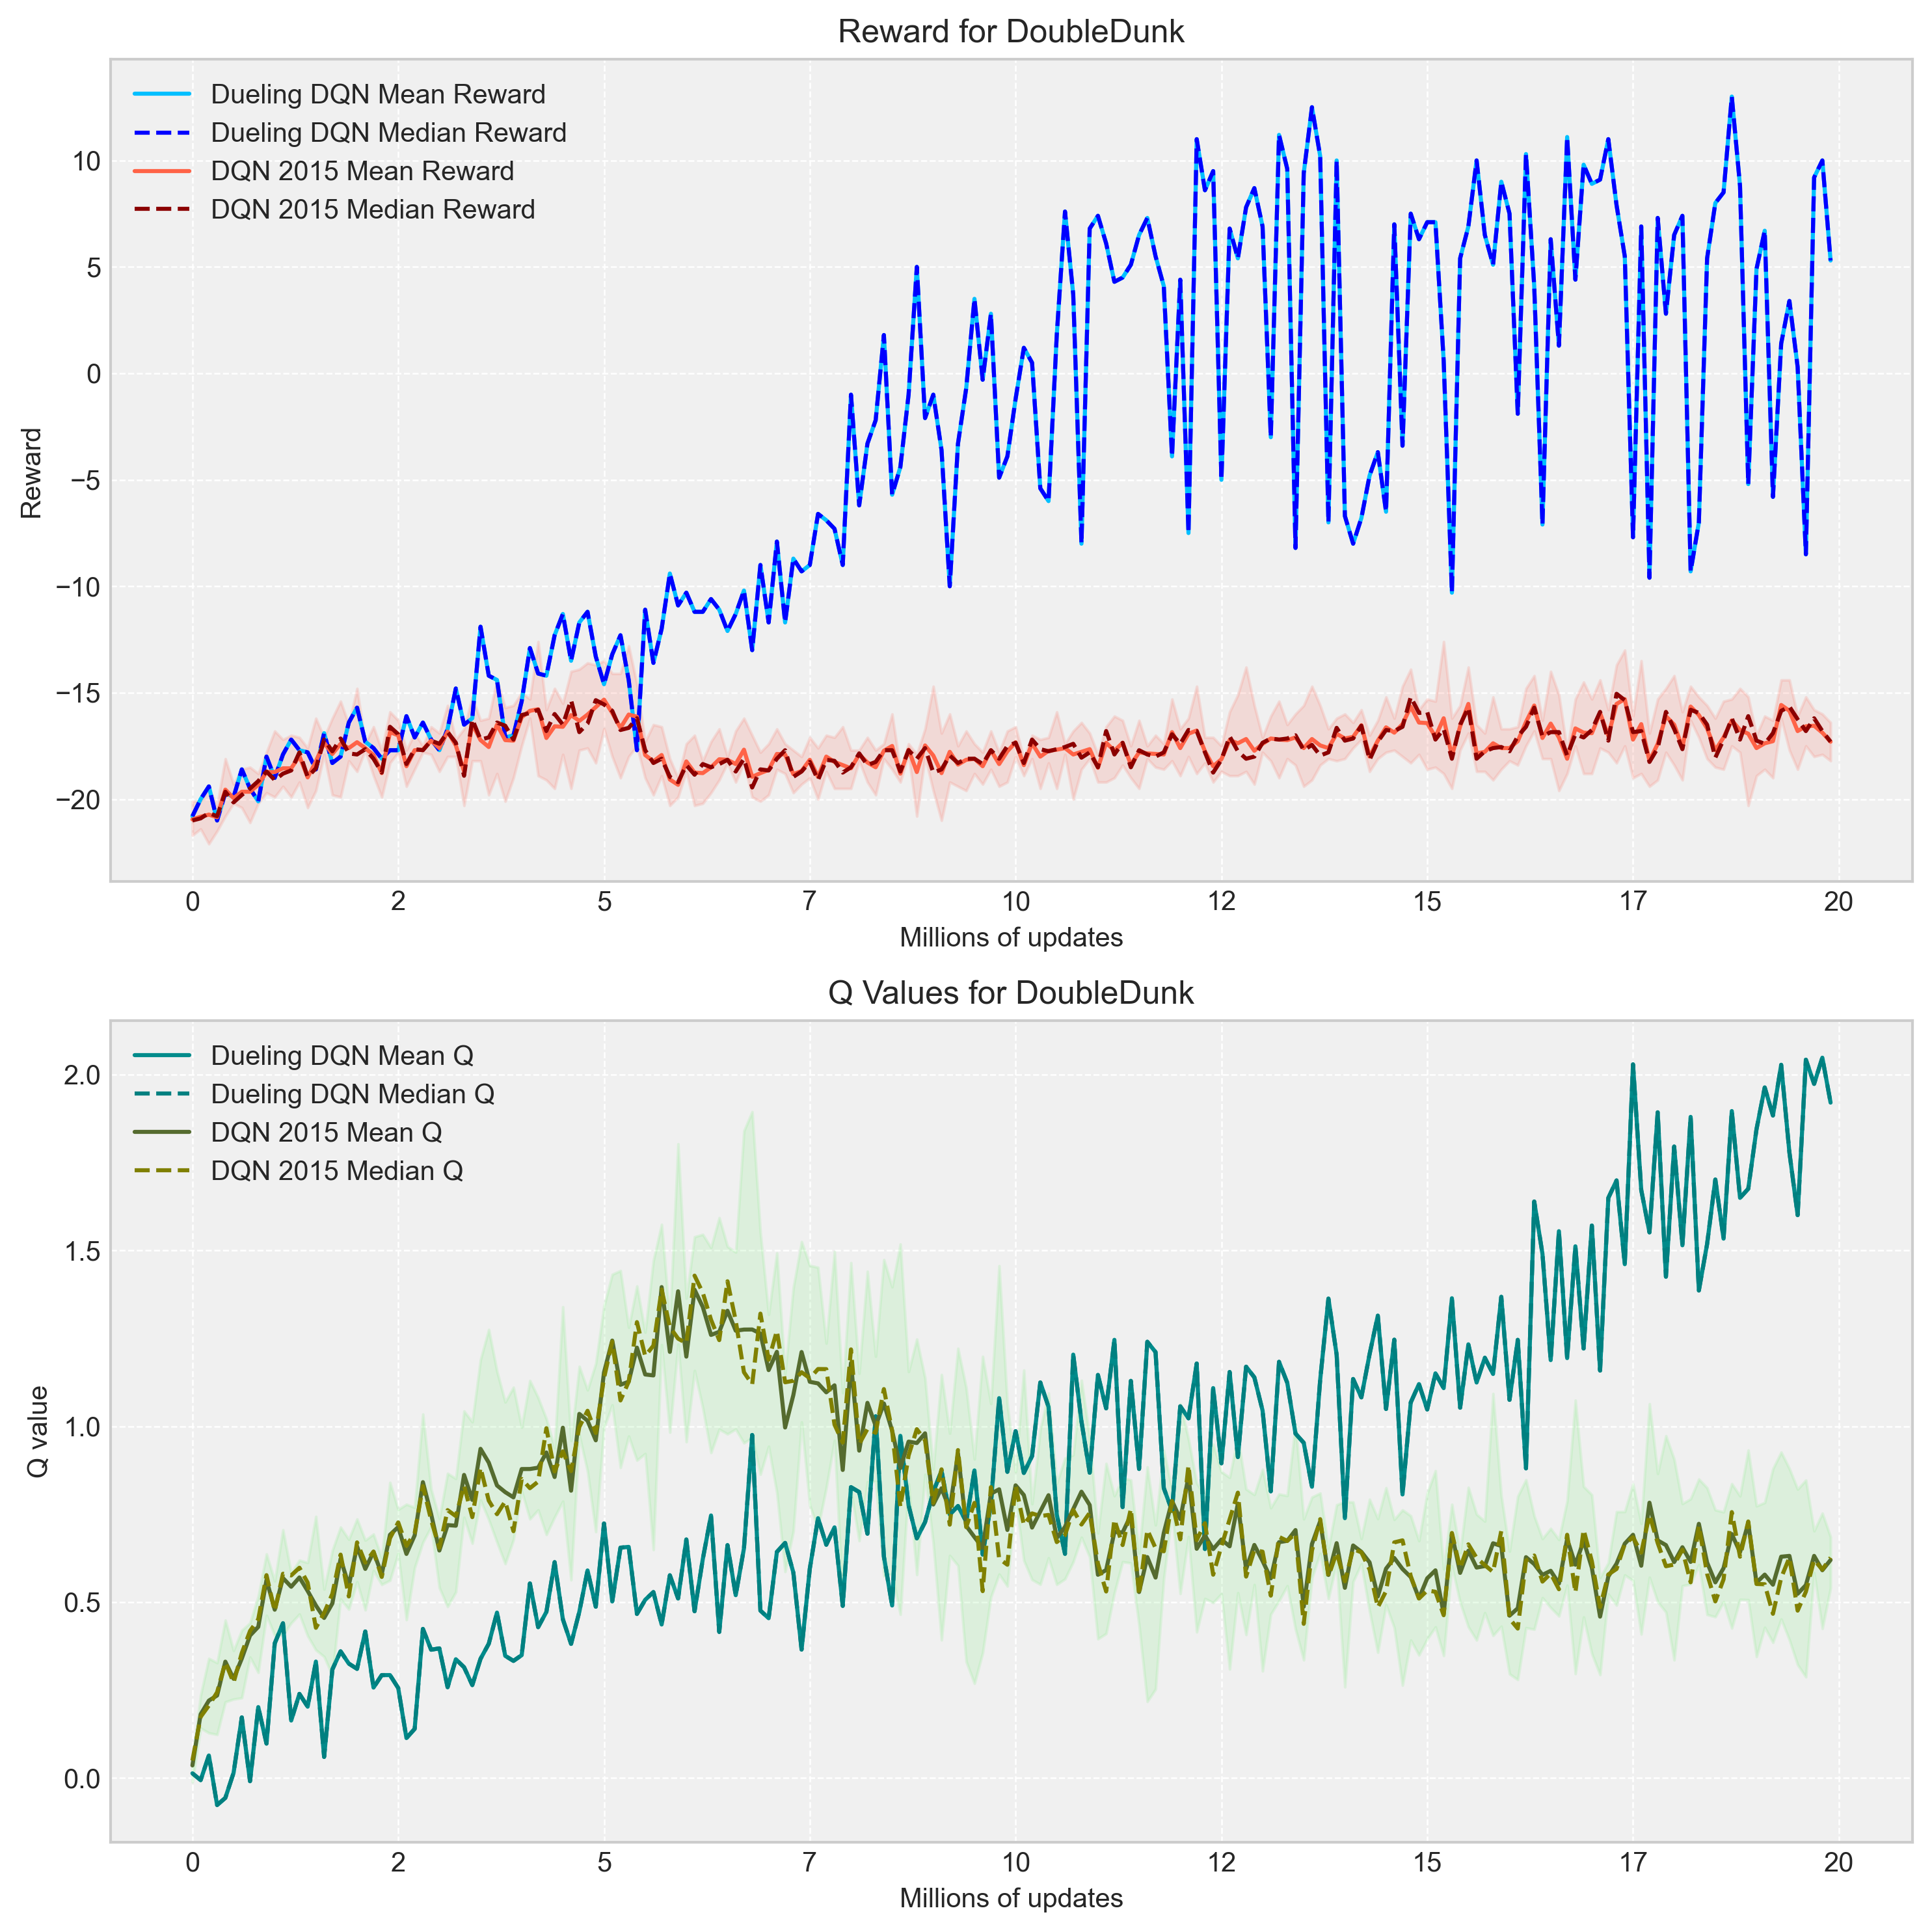 Reward for DoubleDunk
Dueling DQN Mean Reward
Dueling DQN Median Reward
DQN 2015 Mean Reward
DQN 2015 Median Reward
10
5
0
−5
−10
−15
−20
Reward
0 2 5 7 10 12 15 17 20
Millions of updates
Q Values for DoubleDunk
Dueling DQN Mean Q
Dueling DQN Median Q
DQN 2015 Mean Q
DQN 2015 Median Q
2.0
1.5
1.0
0.5
0.0
Q value
0 2 5 7 10 12 15 17 20
Millions of updates